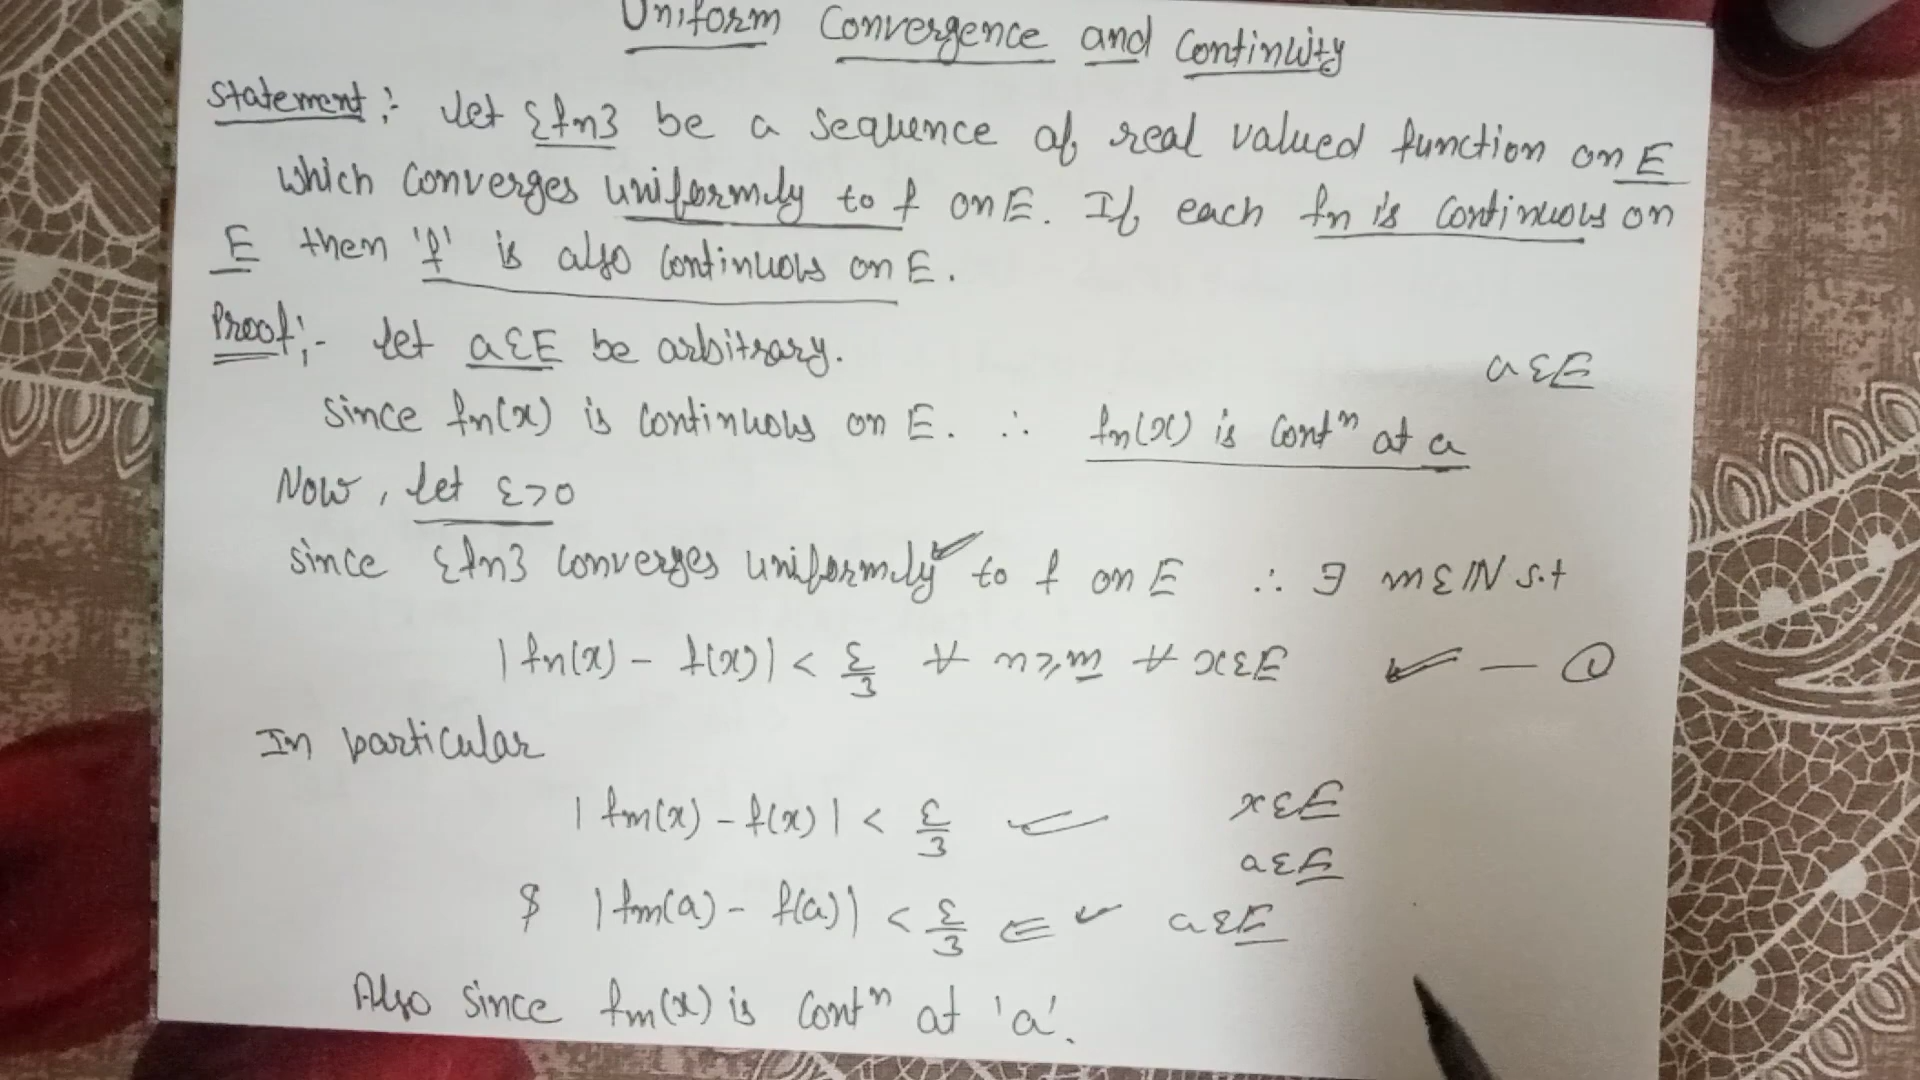 Uniform Convergence and Continuity
Statement :- let {fn} be a sequence of real valued function on E
which converges uniformly to f on E. If each fn is continuous on
E then 'f' is also continuous on E.
Proof :- let a ∈ E be arbitrary.
a ∈ E
since fn(x) is continuous on E. ∴ fn(x) is contn at a
Now, let ε>0
since {fn} converges uniformly to f on E ∴ ∃ m ∈ IN s.t
|fn(x) - f(x)| < ε/3 ∀ n ≥ m ∀ x ∈ E — 1
In particular
|fm(x) - f(x)| < ε/3 x ∈ E
a ∈ E
& |fm(a) - f(a)| < ε/3 a ∈ E
Also since fm(x) is contn at 'a'.